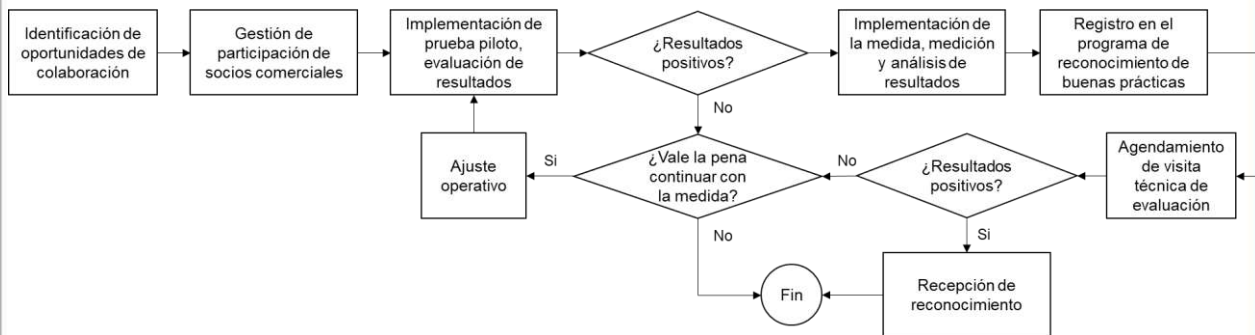 Identificación de
oportunidades de
colaboración
Gestión de
participación de
socios comerciales
Implementación de
prueba piloto,
evaluación de
resultados
¿Resultados
positivos?
Implementación de
la medida, medición
y análisis de
resultados
Registro en el
programa de
reconocimiento de
buenas prácticas
No
Ajuste
operativo
Si
¿Vale la pena
continuar con
la medida?
No
¿Resultados
positivos?
Agendamiento
de visita
técnica de
evaluación
No
Si
Fin
Recepción de
reconocimiento